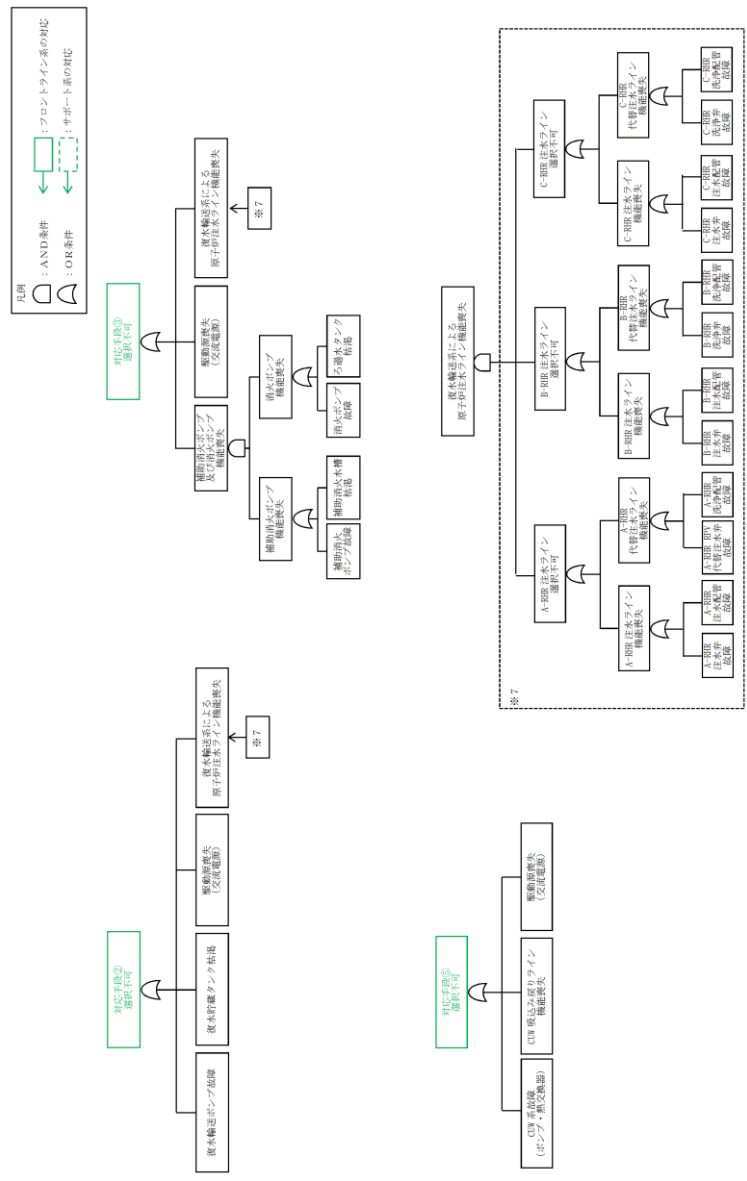 凡例
：AND条件
：OR条件
：フロントライン系の対応
：サポート系の対応
対応手段②
選択不可
復水輸送ポンプ故障
復水貯蔵タンク枯渇
駆動源喪失
(交流電源)
復水輸送系による
原子炉注水ライン機能喪失
※7
対応手段③
選択不可
補助消火ポンプ
及び消火ポンプ
機能喪失
駆動源喪失
(交流電源)
復水輸送系による
原子炉注水ライン機能喪失
※7
補助消火ポンプ
機能喪失
消火ポンプ
機能喪失
補助消火
ポンプ故障
補助消火水槽
枯渇
消火ポンプ
故障
ろ過水タンク
枯渇
対応手段⑤
選択不可
CUW系故障
(ポンプ・熱交換器)
CUW吸込み戻りライン
機能喪失
駆動源喪失
(交流電源)
復水輸送系による
原子炉注水ライン機能喪失
※7
A-RHR注水ライン
選択不可
B-RHR注水ライン
選択不可
C-RHR注水ライン
選択不可
A-RHR注水ライン
機能喪失
A-RHR
代替注水ライン
機能喪失
B-RHR注水ライン
機能喪失
B-RHR
代替注水ライン
機能喪失
C-RHR注水ライン
機能喪失
C-RHR
代替注水ライン
機能喪失
A-RHR
注水弁
故障
A-RHR
注水配管
故障
A-RHR RPV
代替注水弁
故障
A-RHR
洗浄配管
故障
B-RHR
注水弁
故障
B-RHR
注水配管
故障
B-RHR
洗浄弁
故障
B-RHR
洗浄配管
故障
C-RHR
注水弁
故障
C-RHR
注水配管
故障
C-RHR
洗浄弁
故障
C-RHR
洗浄配管
故障